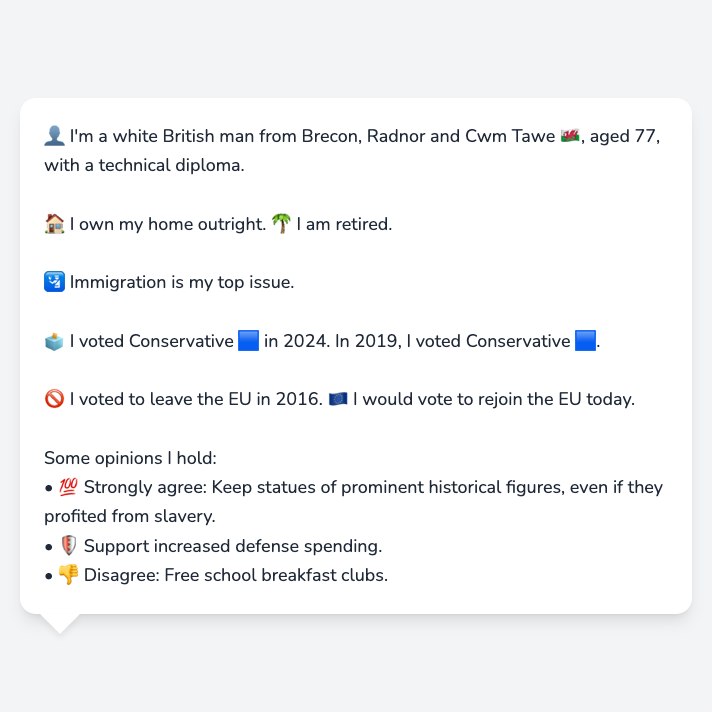 👤 I'm a white British man from Brecon, Radnor and Cwm Tawe 🏴󠁧󠁢󠁷󠁬󠁳󠁿, aged 77,
with a technical diploma.
🏠 I own my home outright. 🌴 I am retired.
🛂 Immigration is my top issue.
🗳️ I voted Conservative 🟦 in 2024. In 2019, I voted Conservative 🟦.
🚫 I voted to leave the EU in 2016. 🇪🇺 I would vote to rejoin the EU today.
Some opinions I hold:
• 💯 Strongly agree: Keep statues of prominent historical figures, even if they
profited from slavery.
• 🛡️ Support increased defense spending.
• 👎 Disagree: Free school breakfast clubs.